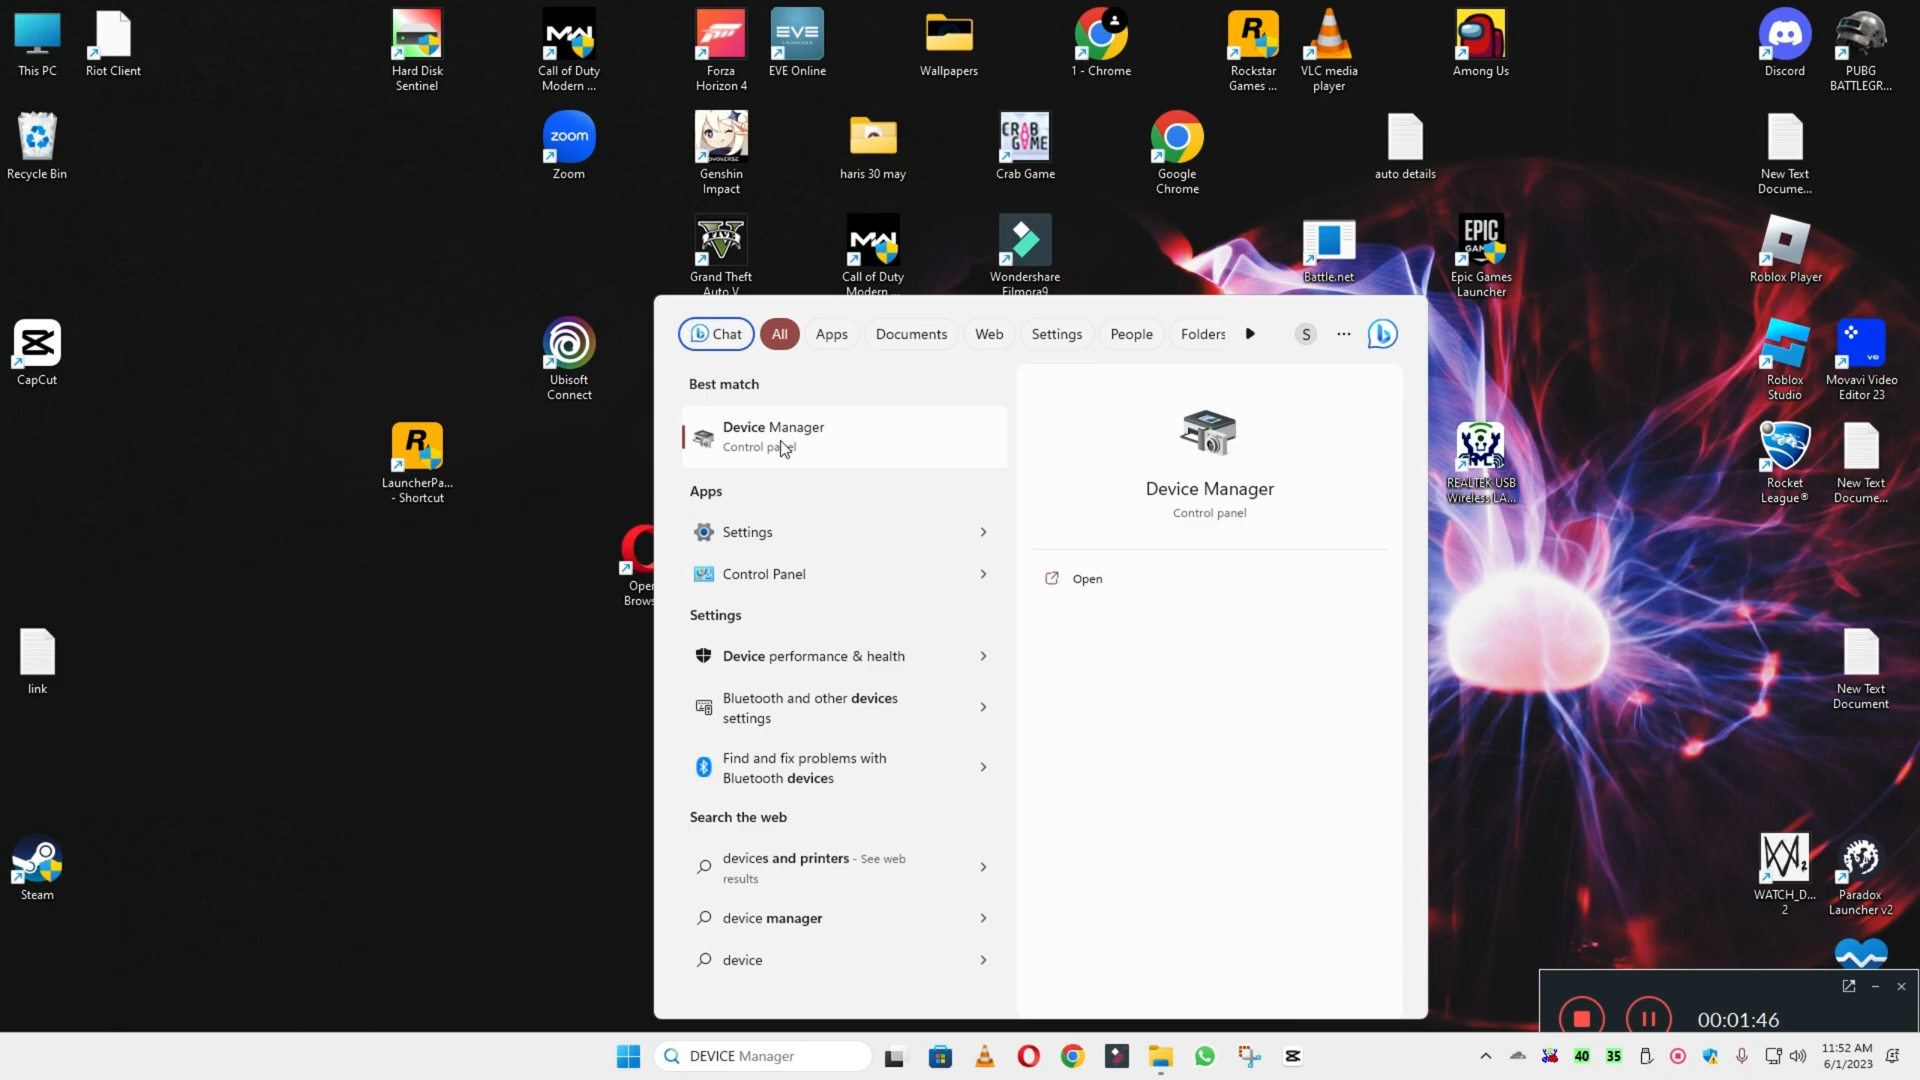 This PC
Riot Client
Hard Disk
Sentinel
Call of Duty
Modern ...
Forza
Horizon 4
EVE
EVE Online
Wallpapers
1 - Chrome
Rockstar
Games ...
VLC media
player
Among Us
Discord
PUBG
BATTLEGR...
Recycle Bin
zoom
Zoom
Genshin
Impact
haris 30 may
CRAB
GAME
Crab Game
Google
Chrome
auto details
New Text
Docume...
Grand Theft
Auto V
Call of Duty
Modern ...
Wondershare
Filmora9
Battle.net
EPIC
Epic Games
Launcher
Roblox Player
CapCut
Ubisoft
Connect
Roblox
Studio
Movavi Video
Editor 23
LauncherPa...
- Shortcut
REALTEK USB
Wireless LA...
Rocket
League®
New Text
Docume...
Oper
Brows
link
New Text
Document
Steam
WATCH_D...
2
Paradox
Launcher v2
Chat
All
Apps
Documents
Web
Settings
People
Folders
S
Best match
Device Manager
Control panel
Apps
Settings
Control Panel
Settings
Device performance & health
Bluetooth and other devices
settings
Find and fix problems with
Bluetooth devices
Search the web
devices and printers - See web
results
device manager
device
Device Manager
Control panel
Open
00:01:46
DEVICE Manager
40
35
11:52 AM
6/1/2023